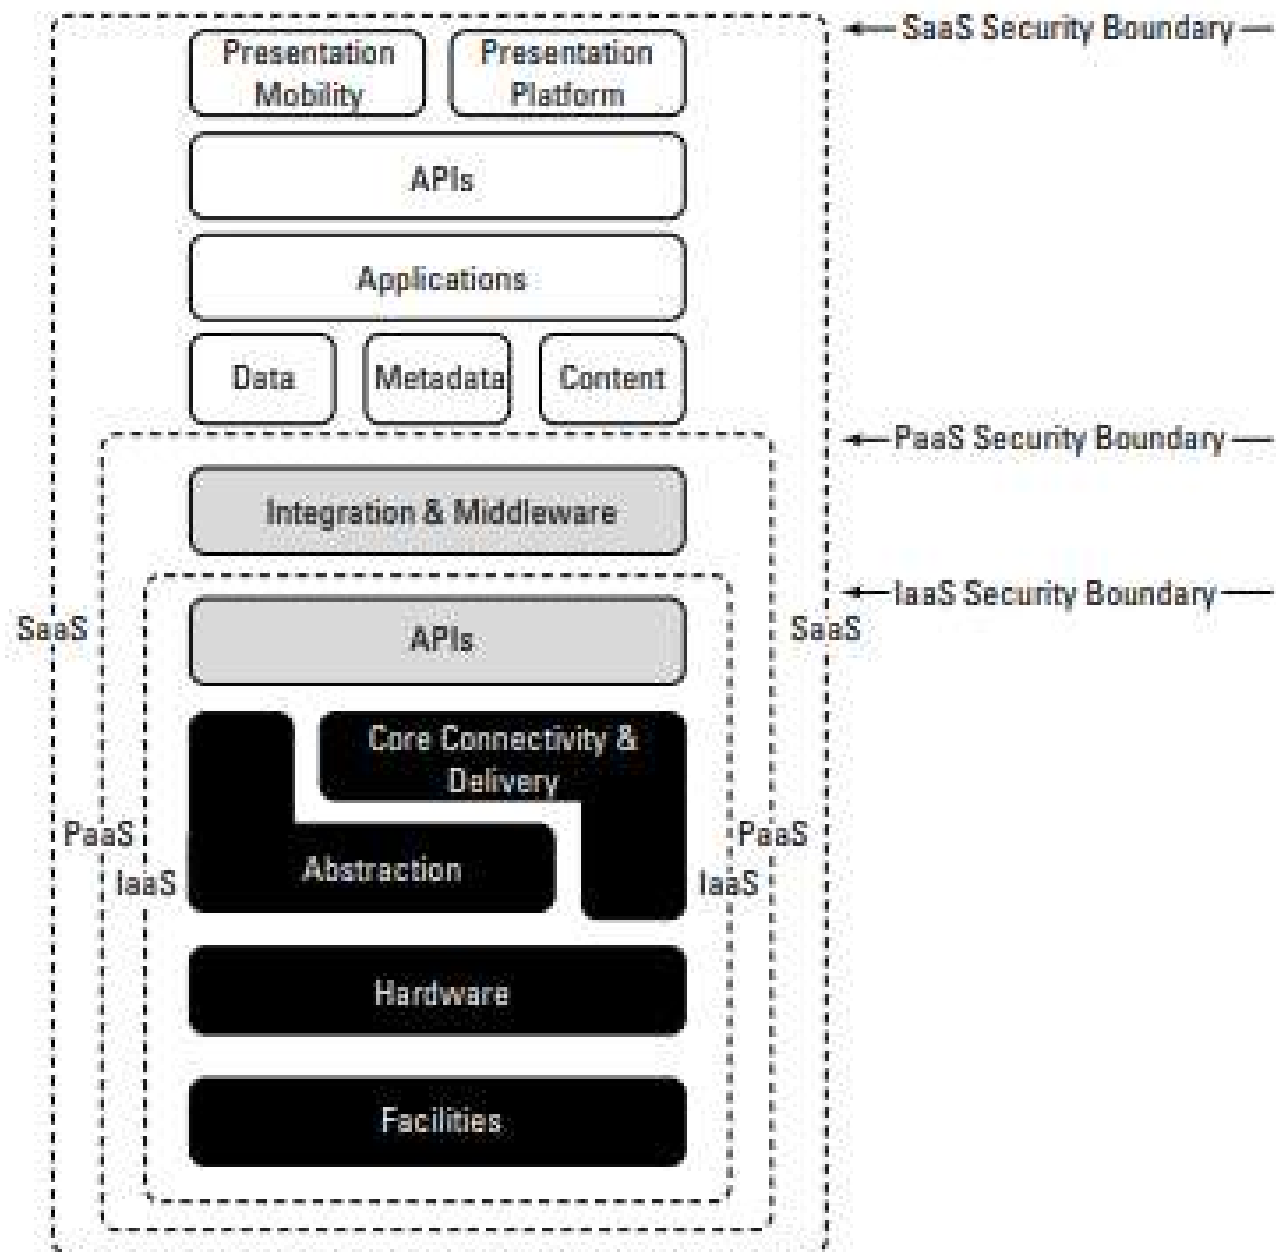 SaaS Security Boundary
Presentation
Mobility
Presentation
Platform
APIs
Applications
Data
Metadata
Content
PaaS Security Boundary
Integration & Middleware
IaaS Security Boundary
APIs
SaaS
SaaS
Core Connectivity &
Delivery
PaaS
PaaS
Abstraction
IaaS
IaaS
Hardware
Facilities